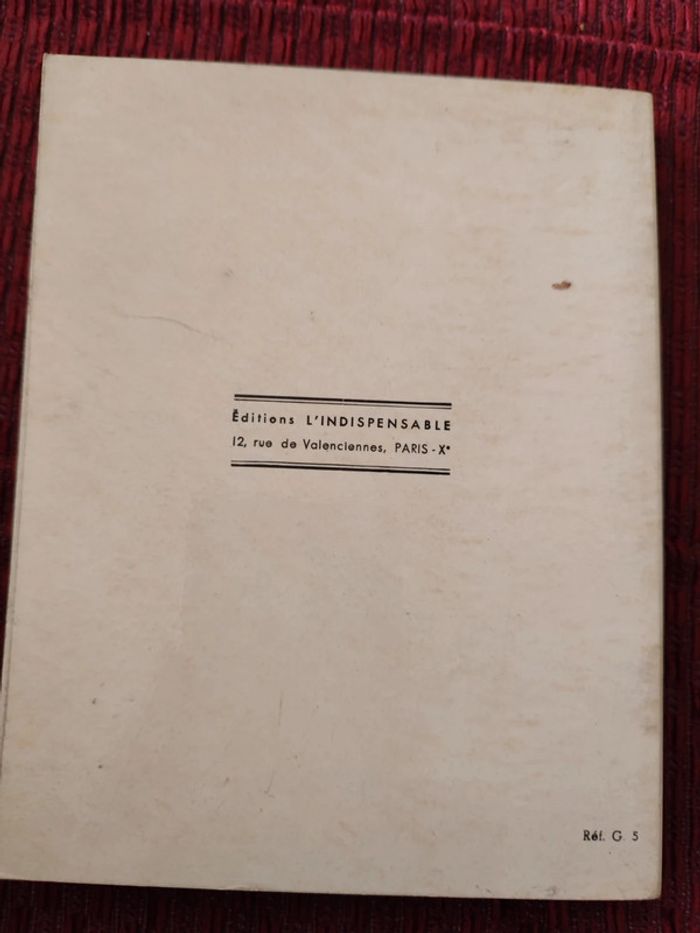 Éditions L'INDISPENSABLE
12, rue de Valenciennes, PARIS - Xᵉ
Réf. G. 5